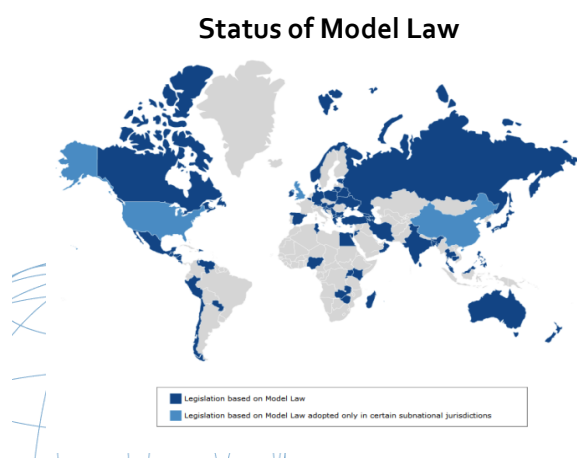 Status of Model Law
Legislation based on Model Law
Legislation based on Model Law adopted only in certain subnational jurisdictions